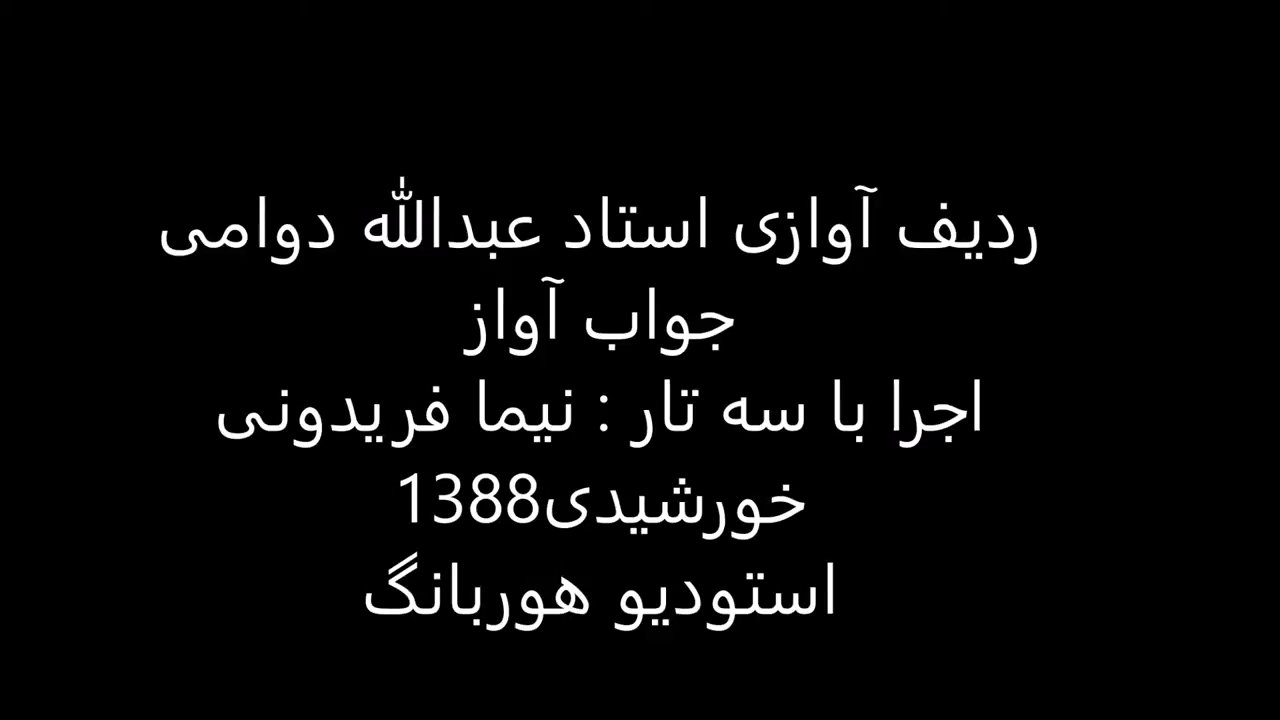 ردیف آوازی استاد عبدالله دوامی
جواب آواز
اجرا با سه تار : نیما فریدونی
خورشیدی1388
استودیو هوربانگ